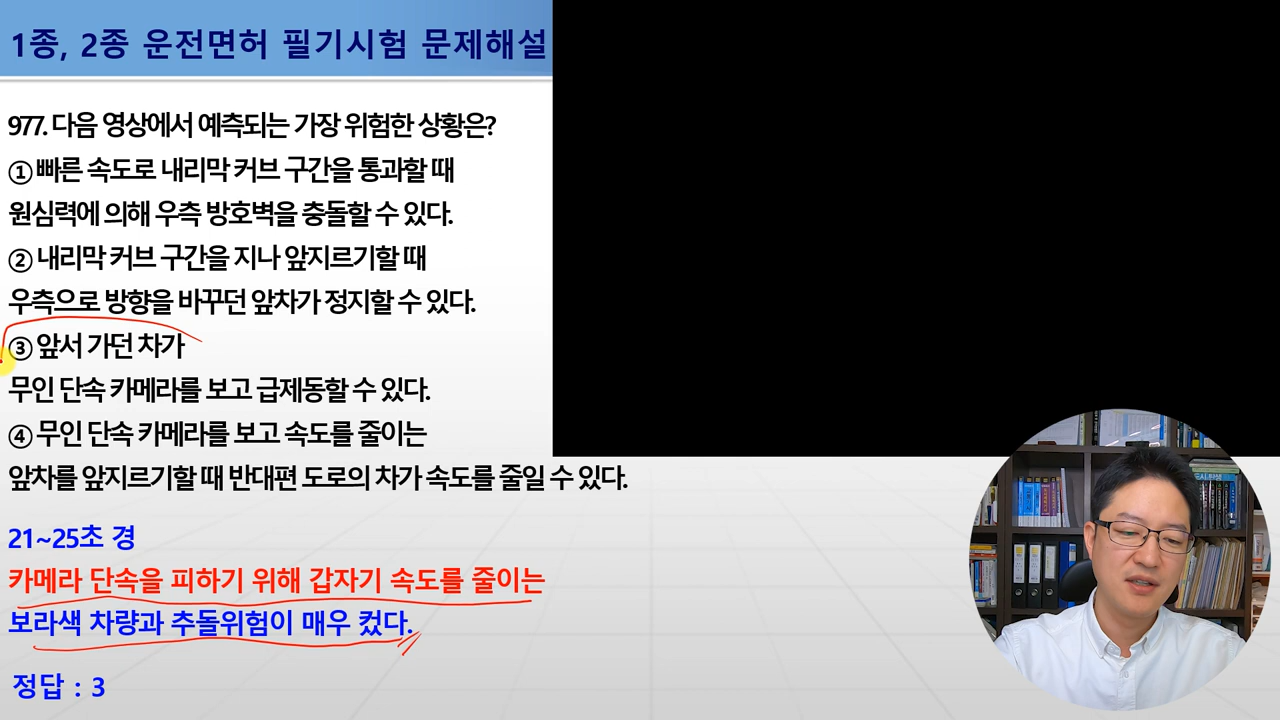 1종, 2종 운전면허 필기시험 문제해설
977. 다음 영상에서 예측되는 가장 위험한 상황은?
① 빠른 속도로 내리막 커브 구간을 통과할 때
원심력에 의해 우측 방호벽을 충돌할 수 있다.
② 내리막 커브 구간을 지나 앞지르기할 때
우측으로 방향을 바꾸던 앞차가 정지할 수 있다.
③ 앞서 가던 차가
무인 단속 카메라를 보고 급제동할 수 있다.
④ 무인 단속 카메라를 보고 속도를 줄이는
앞차를 앞지르기할 때 반대편 도로의 차가 속도를 줄일 수 있다.
21~25초 경
카메라 단속을 피하기 위해 갑자기 속도를 줄이는
보라색 차량과 추돌위험이 매우 컸다.
정답 : 3